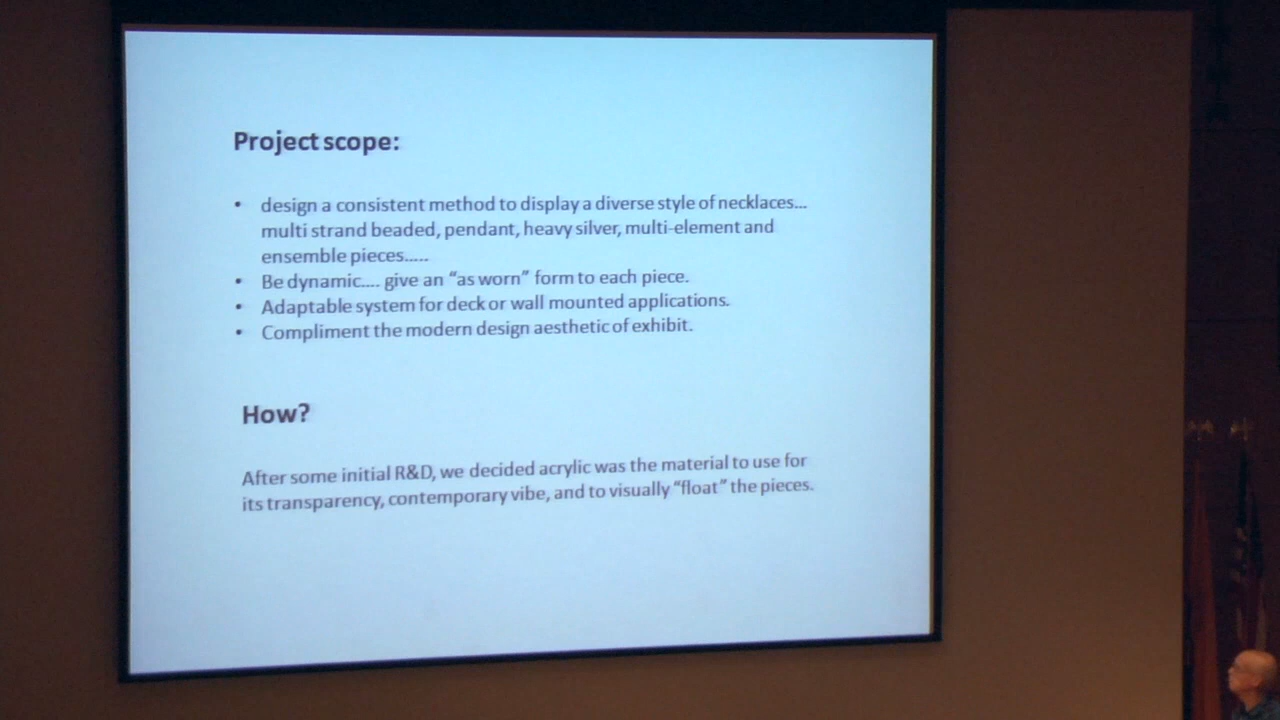 Project scope:
• design a consistent method to display a diverse style of necklaces...
multi strand beaded, pendant, heavy silver, multi-element and
ensemble pieces.....
• Be dynamic.... give an “as worn” form to each piece.
• Adaptable system for deck or wall mounted applications.
• Compliment the modern design aesthetic of exhibit.
How?
After some initial R&D, we decided acrylic was the material to use for
its transparency, contemporary vibe, and to visually “float” the pieces.